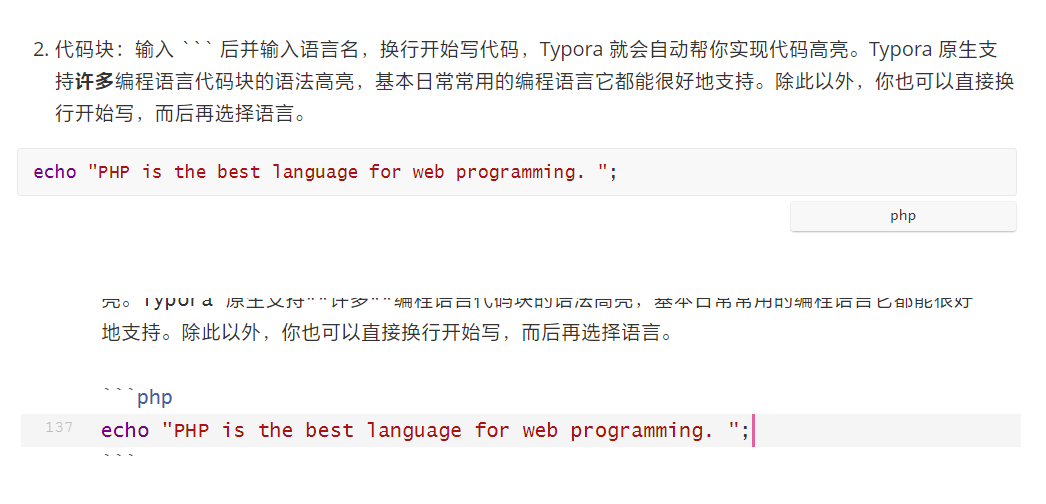 2. 代码块：输入 ``` 后并输入语言名，换行开始写代码，Typora 就会自动帮你实现代码高亮。Typora 原生支
持许多编程语言代码块的语法高亮，基本日常常用的编程语言它都能很好地支持。除此以外，你也可以直接换
行开始写，而后再选择语言。
echo "PHP is the best language for web programming. ";
php
亮。Typora 原生支持**许多**编程语言代码块的语法高亮，基本日常常用的编程语言它都能很好
地支持。除此以外，你也可以直接换行开始写，而后再选择语言。
```php
137 echo "PHP is the best language for web programming. ";
```